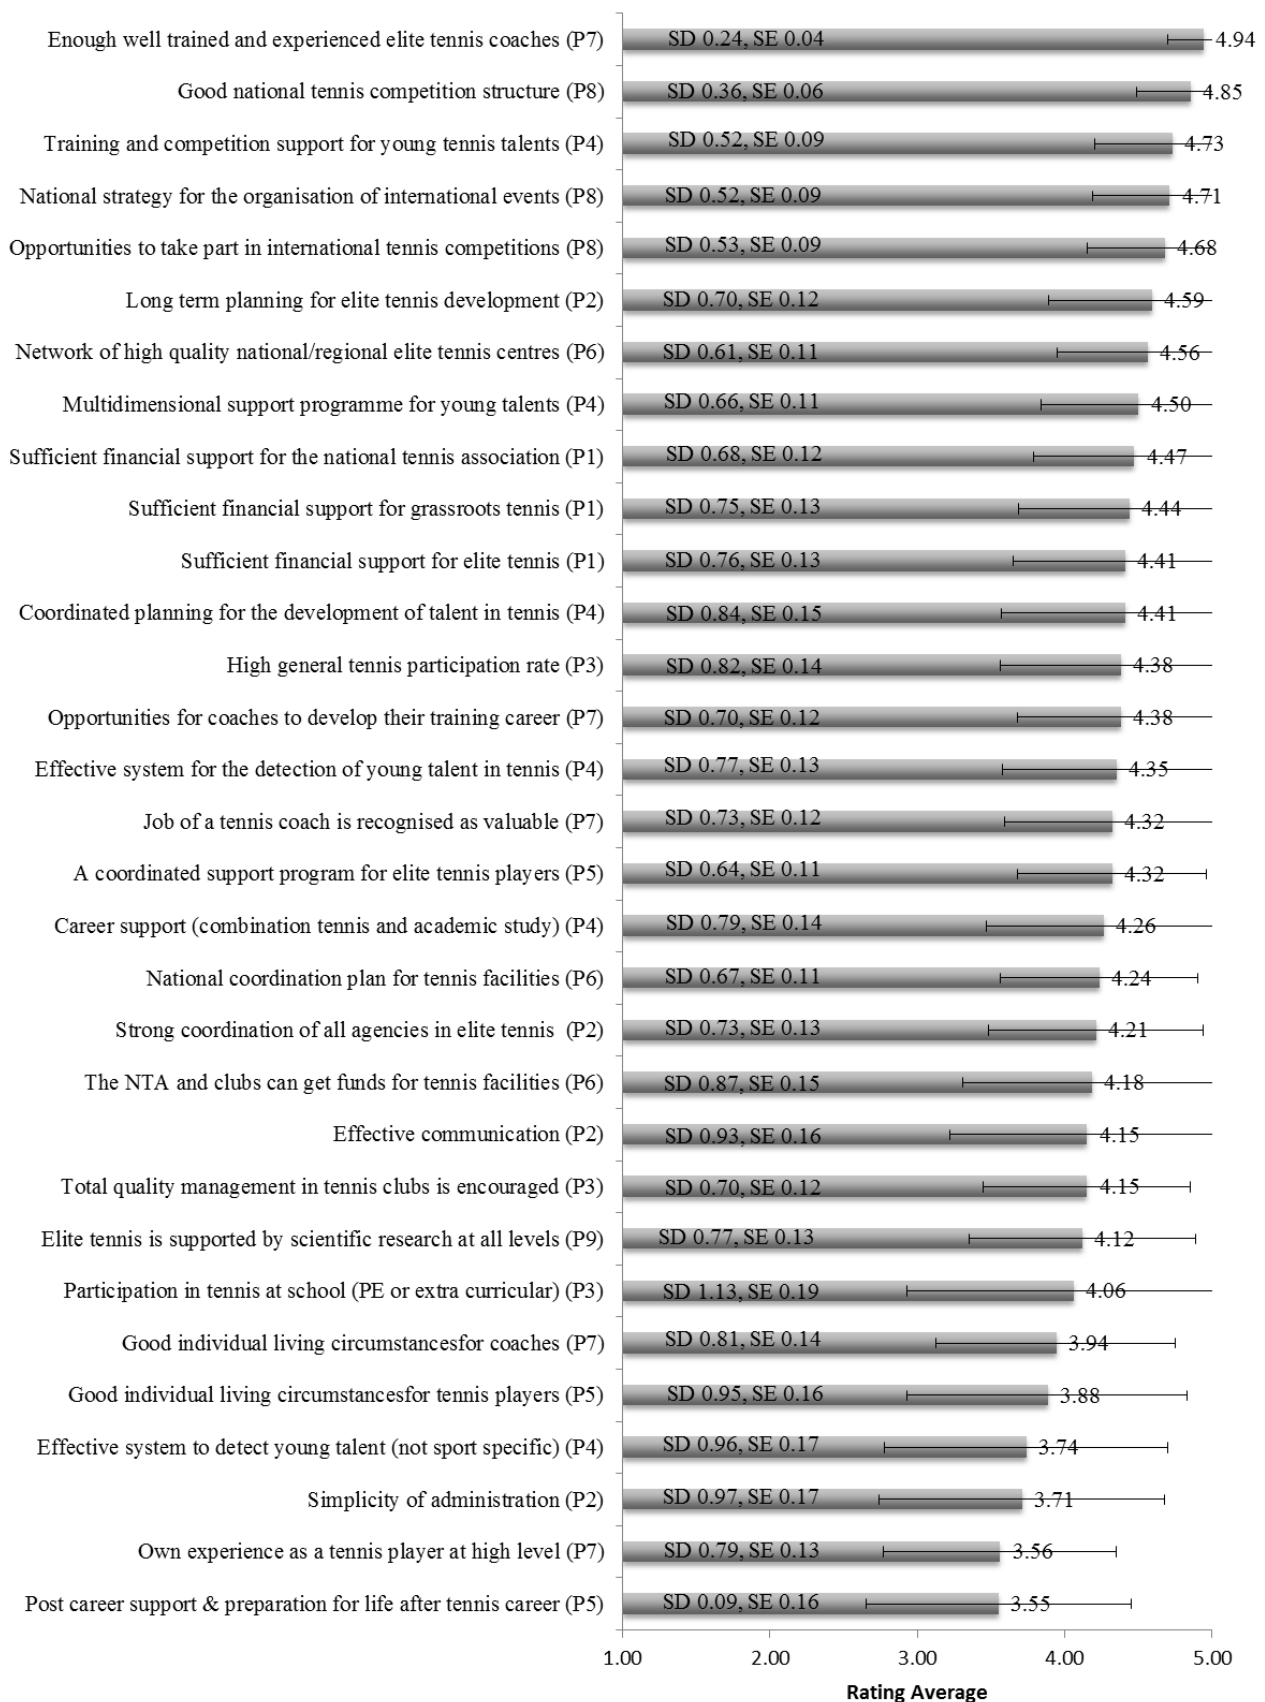 Enough well trained and experienced elite tennis coaches (P7) SD 0.24, SE 0.04 4.94
Good national tennis competition structure (P8) SD 0.36, SE 0.06 4.85
Training and competition support for young tennis talents (P4) SD 0.52, SE 0.09 4.73
National strategy for the organisation of international events (P8) SD 0.52, SE 0.09 4.71
Opportunities to take part in international tennis competitions (P8) SD 0.53, SE 0.09 4.68
Long term planning for elite tennis development (P2) SD 0.70, SE 0.12 4.59
Network of high quality national/regional elite tennis centres (P6) SD 0.61, SE 0.11 4.56
Multidimensional support programme for young talents (P4) SD 0.66, SE 0.11 4.50
Sufficient financial support for the national tennis association (P1) SD 0.68, SE 0.12 4.47
Sufficient financial support for grassroots tennis (P1) SD 0.75, SE 0.13 4.44
Sufficient financial support for elite tennis (P1) SD 0.76, SE 0.13 4.41
Coordinated planning for the development of talent in tennis (P4) SD 0.84, SE 0.15 4.41
High general tennis participation rate (P3) SD 0.82, SE 0.14 4.38
Opportunities for coaches to develop their training career (P7) SD 0.70, SE 0.12 4.38
Effective system for the detection of young talent in tennis (P4) SD 0.77, SE 0.13 4.35
Job of a tennis coach is recognised as valuable (P7) SD 0.73, SE 0.12 4.32
A coordinated support program for elite tennis players (P5) SD 0.64, SE 0.11 4.32
Career support (combination tennis and academic study) (P4) SD 0.79, SE 0.14 4.26
National coordination plan for tennis facilities (P6) SD 0.67, SE 0.11 4.24
Strong coordination of all agencies in elite tennis (P2) SD 0.73, SE 0.13 4.21
The NTA and clubs can get funds for tennis facilities (P6) SD 0.87, SE 0.15 4.18
Effective communication (P2) SD 0.93, SE 0.16 4.15
Total quality management in tennis clubs is encouraged (P3) SD 0.70, SE 0.12 4.15
Elite tennis is supported by scientific research at all levels (P9) SD 0.77, SE 0.13 4.12
Participation in tennis at school (PE or extra curricular) (P3) SD 1.13, SE 0.19 4.06
Good individual living circumstancesfor coaches (P7) SD 0.81, SE 0.14 3.94
Good individual living circumstancesfor tennis players (P5) SD 0.95, SE 0.16 3.88
Effective system to detect young talent (not sport specific) (P4) SD 0.96, SE 0.17 3.74
Simplicity of administration (P2) SD 0.97, SE 0.17 3.71
Own experience as a tennis player at high level (P7) SD 0.79, SE 0.13 3.56
Post career support & preparation for life after tennis career (P5) SD 0.09, SE 0.16 3.55
1.00 2.00 3.00 4.00 5.00
Rating Average